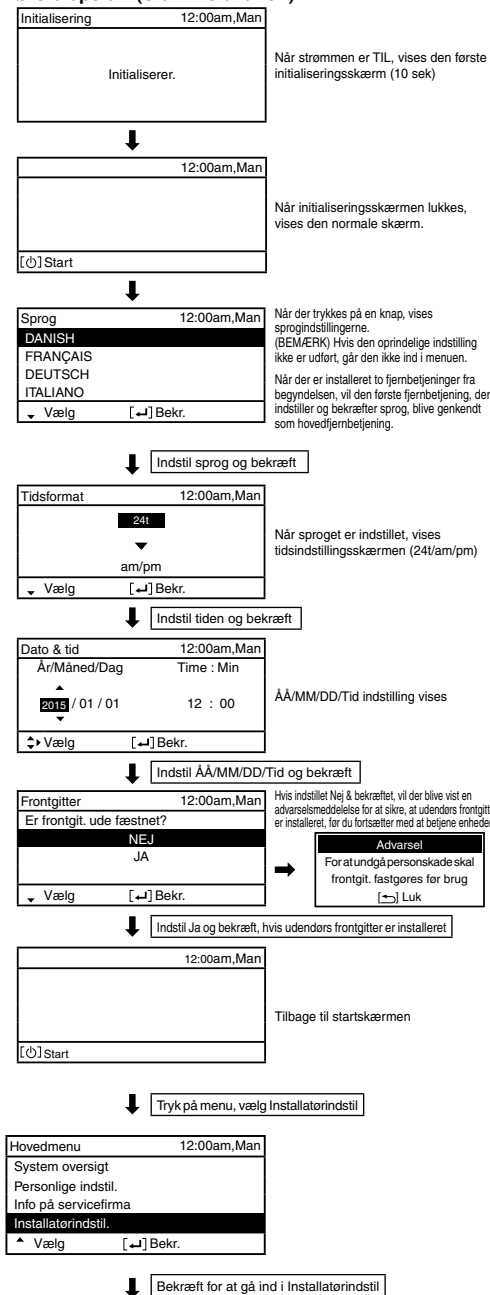 Initialisering 12:00am,Man
Initialiserer.
Når strømmen er TIL, vises den første
initialiseringsskærm (10 sek)
12:00am,Man
[⏻] Start
Når initialiseringsskærmen lukkes,
vises den normale skærm.
Sprog 12:00am,Man
DANISH
FRANÇAIS
DEUTSCH
ITALIANO
Vælg [↵] Bekr.
Når der trykkes på en knap, vises
sprogindstillingerne.
(BEMÆRK) Hvis den oprindelige indstilling
ikke er udført, går den ikke ind i menuen.
Når der er installeret to fjernbetjeninger fra
begyndelsen, vil den første fjernbetjening, der
indstiller og bekræfter sprog, blive genkendt
som hovedfjernbetjening.
Indstil sprog og bekræft
Tidsformat 12:00am,Man
24t
am/pm
Vælg [↵] Bekr.
Når sproget er indstillet, vises
tidsindstillingsskærmen (24t/am/pm)
Indstil tiden og bekræft
Dato & tid 12:00am,Man
År/Måned/Dag Time : Min
2015 / 01 / 01 12 : 00
Vælg [↵] Bekr.
ÅÅ/MM/DD/Tid indstilling vises
Indstil ÅÅ/MM/DD/Tid og bekræft
Frontgitter 12:00am,Man
Er frontgit. ude fæstnet?
NEJ
JA
Vælg [↵] Bekr.
Hvis indstillet Nej & bekræftet, vil der blive vist en
advarselsmeddelelse for at sikre, at udendørs frontgitt
er installeret, før du fortsætter med at betjene enheden
Advarsel
For at undgå personskade skal
frontgit. fastgøres før brug
[⮌] Luk
Indstil Ja og bekræft, hvis udendørs frontgitter er installeret
12:00am,Man
[⏻] Start
Tilbage til startskærmen
Tryk på menu, vælg Installatørindstil
Hovedmenu 12:00am,Man
System oversigt
Personlige indstil.
Info på servicefirma
Installatørindstil.
Vælg [↵] Bekr.
Bekræft for at gå ind i Installatørindstil